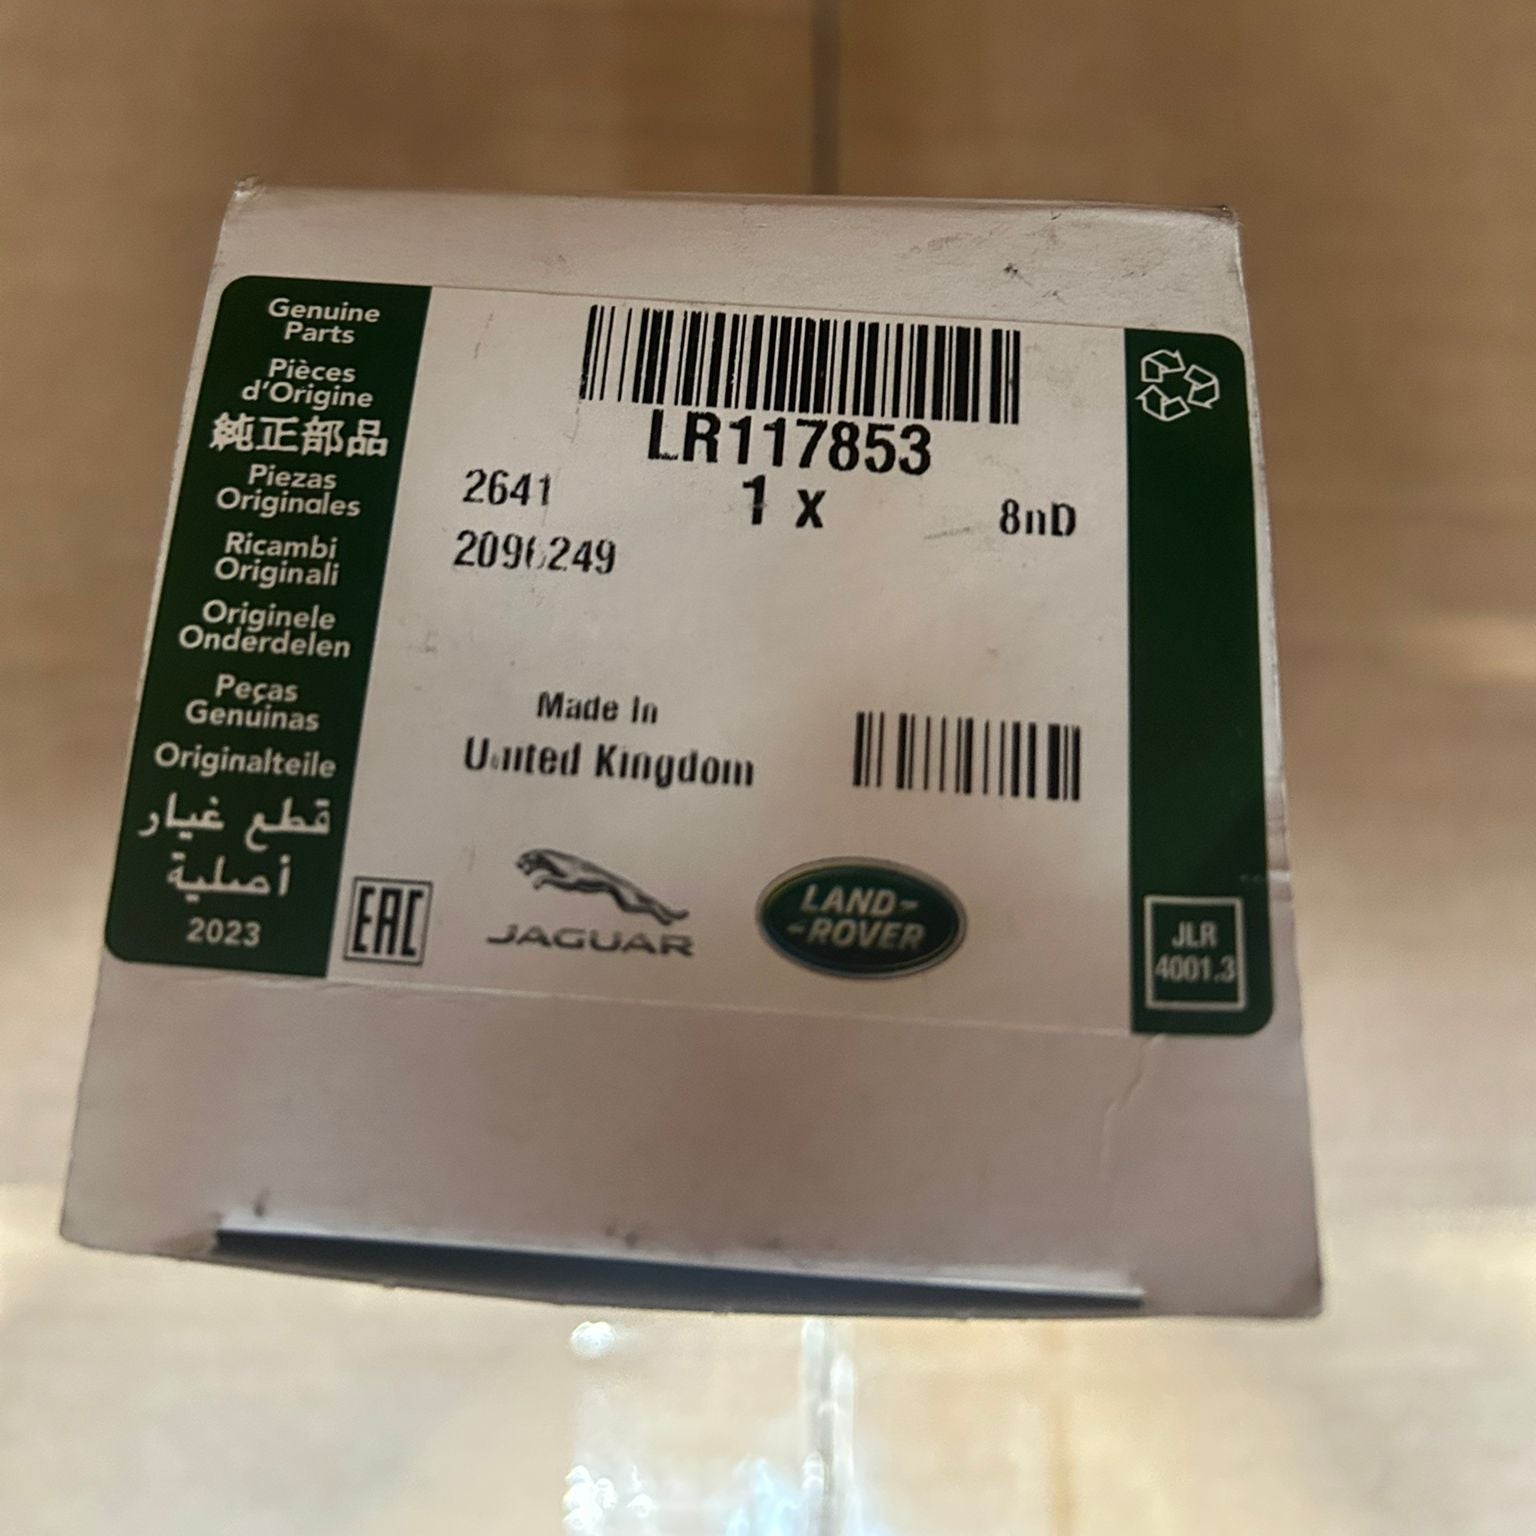 Genuine
Parts
Pièces
d'Origine
純正部品
Piezas
Originales
Ricambi
Originali
Originele
Onderdelen
Peças
Genuinas
Originalteile
قطع غيار
أصلية
2023
LR117853
2641
1 x
8nD
Made In
United Kingdom
EAC
JAGUAR
LAND-
-ROVER
JLR
4001.3